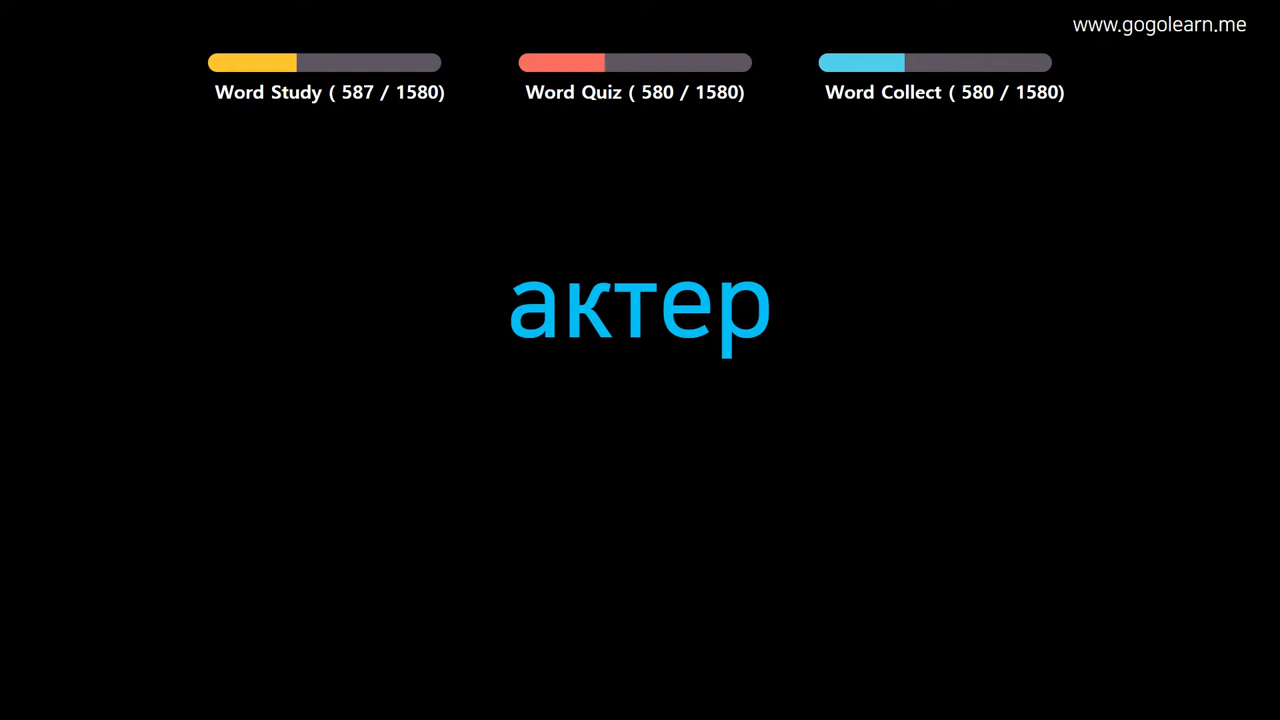 www.gogolearn.me
Word Study ( 587 / 1580)
Word Quiz ( 580 / 1580)
Word Collect ( 580 / 1580)
актер